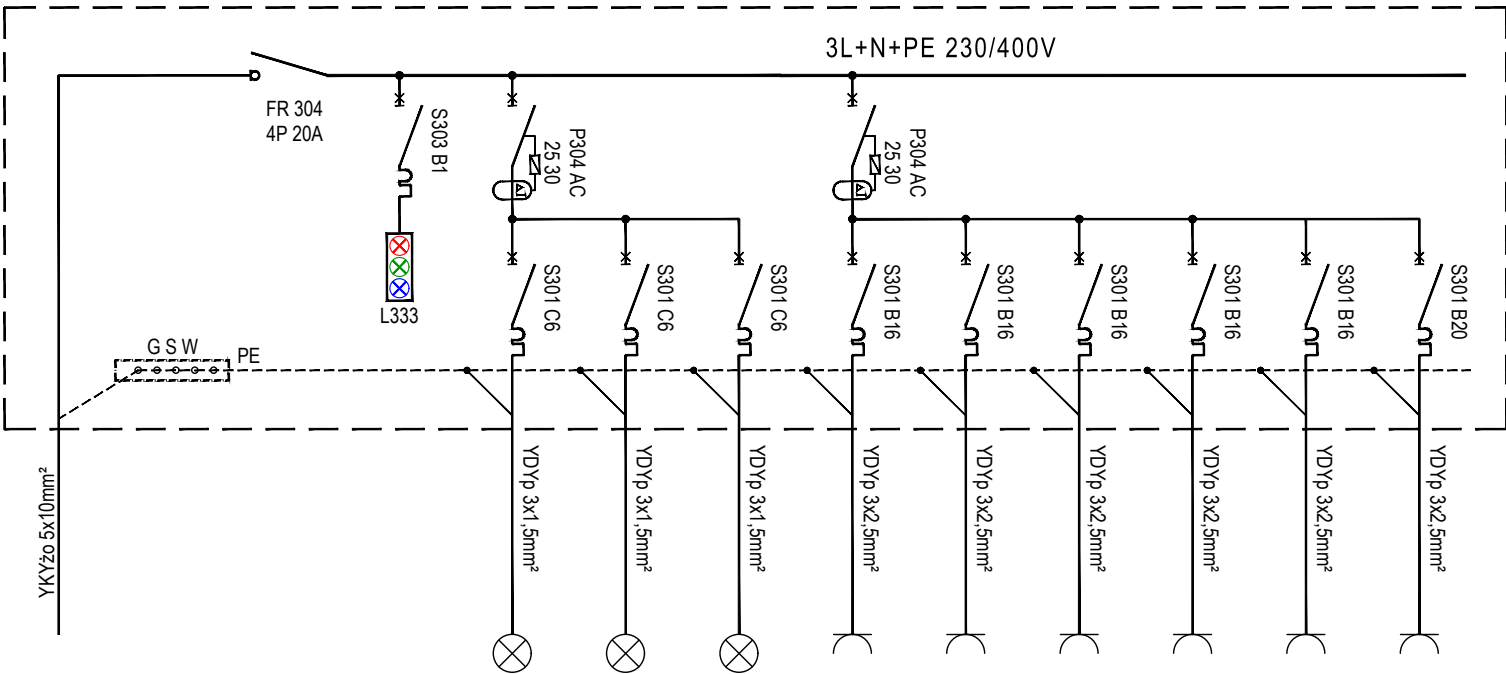 3L+N+PE 230/400V
FR 304
4P 20A
S303 B1
P304 AC
25 30
P304 AC
25 30
L333
S301 C6
S301 C6
S301 C6
S301 B16
S301 B16
S301 B16
S301 B16
S301 B16
S301 B20
G S W
PE
YKYżo 5x10mm²
YDYp 3x1,5mm²
YDYp 3x1,5mm²
YDYp 3x1,5mm²
YDYp 3x2,5mm²
YDYp 3x2,5mm²
YDYp 3x2,5mm²
YDYp 3x2,5mm²
YDYp 3x2,5mm²
YDYp 3x2,5mm²